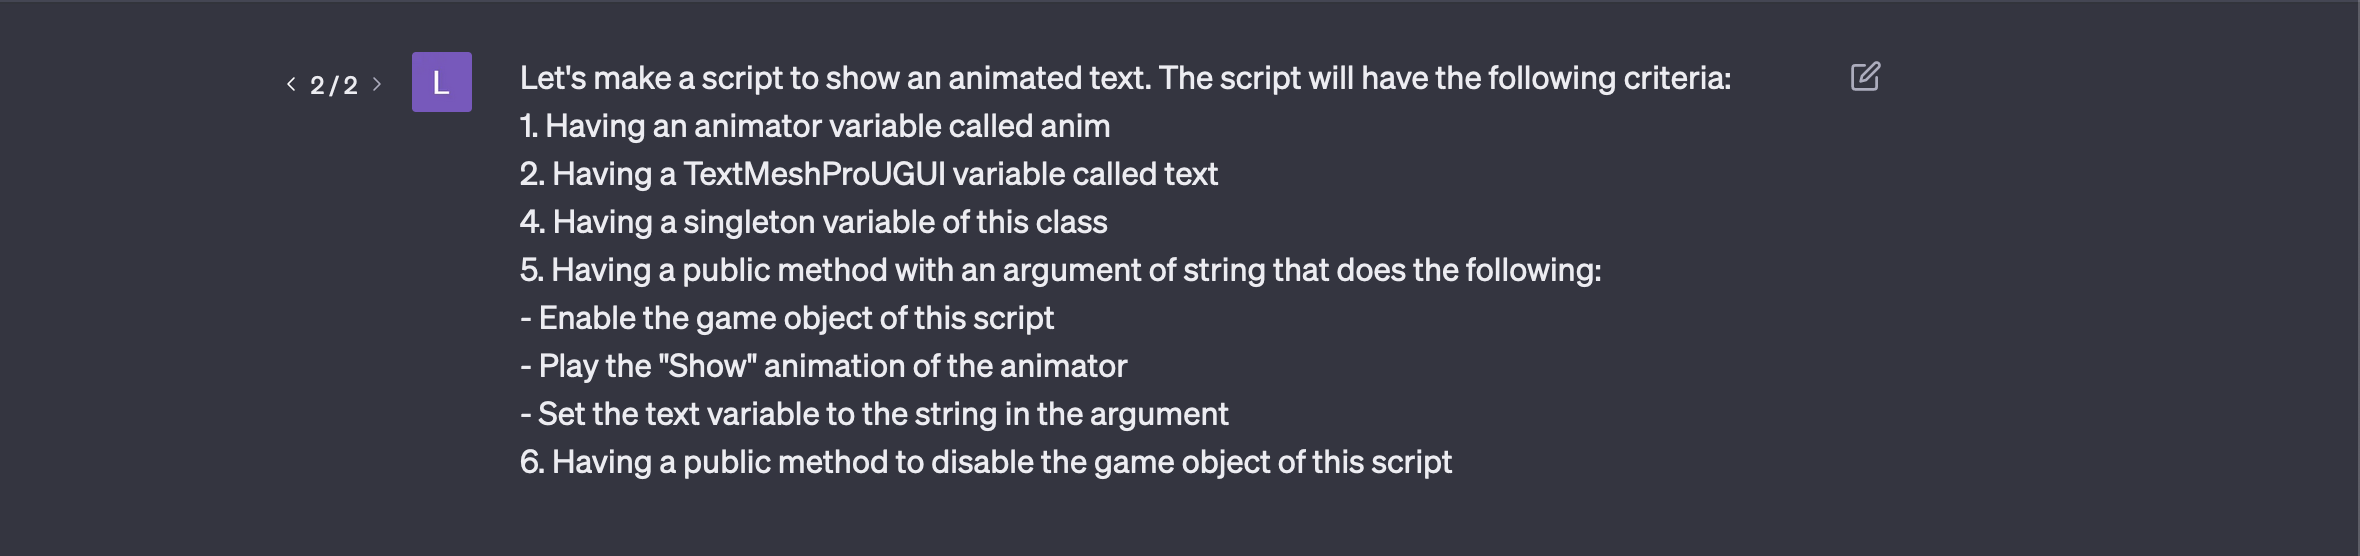 < 2 / 2 >
L
Let's make a script to show an animated text. The script will have the following criteria:
1. Having an animator variable called anim
2. Having a TextMeshProUGUI variable called text
4. Having a singleton variable of this class
5. Having a public method with an argument of string that does the following:
- Enable the game object of this script
- Play the "Show" animation of the animator
- Set the text variable to the string in the argument
6. Having a public method to disable the game object of this script